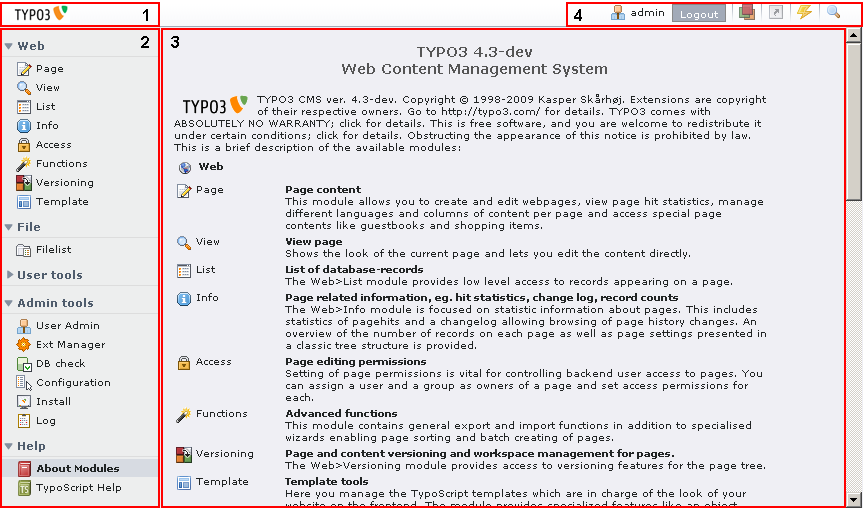 TYPO3 1
4 admin Logout
2
Web
Page
View
List
Info
Access
Functions
Versioning
Template
File
Filelist
User tools
Admin tools
User Admin
Ext Manager
DB check
Configuration
Install
Log
Help
About Modules
TS TypoScript Help
3
TYPO3 4.3-dev
Web Content Management System
TYPO3 TYPO3 CMS ver. 4.3-dev. Copyright © 1998-2009 Kasper Skårhøj. Extensions are copyright
of their respective owners. Go to http://typo3.com/ for details. TYPO3 comes with
ABSOLUTELY NO WARRANTY; click for details. This is free software, and you are welcome to redistribute it
under certain conditions; click for details. Obstructing the appearance of this notice is prohibited by law.
This is a brief description of the available modules:
Web
Page Page content
This module allows you to create and edit webpages, view page hit statistics, manage
different languages and columns of content per page and access special page
contents like guestbooks and shopping items.
View View page
Shows the look of the current page and lets you edit the content directly.
List List of database-records
The Web>List module provides low level access to records appearing on a page.
Info Page related information, eg. hit statistics, change log, record counts
The Web>Info module is focused on statistic information about pages. This includes
statistics of pagehits and a changelog allowing browsing of page history changes. An
overview of the number of records on each page as well as page settings presented in
a classic tree structure is provided.
Access Page editing permissions
Setting of page permissions is vital for controlling backend user access to pages. You
can assign a user and a group as owners of a page and set access permissions for
each.
Functions Advanced functions
This module contains general export and import functions in addition to specialised
wizards enabling page sorting and batch creating of pages.
Versioning Page and content versioning and workspace management for pages.
The Web>Versioning module provides access to versioning features for the page tree.
Template Template tools
Here you manage the TypoScript templates which are in charge of the look of your
website on the frontend. The module provides specialized features like an object